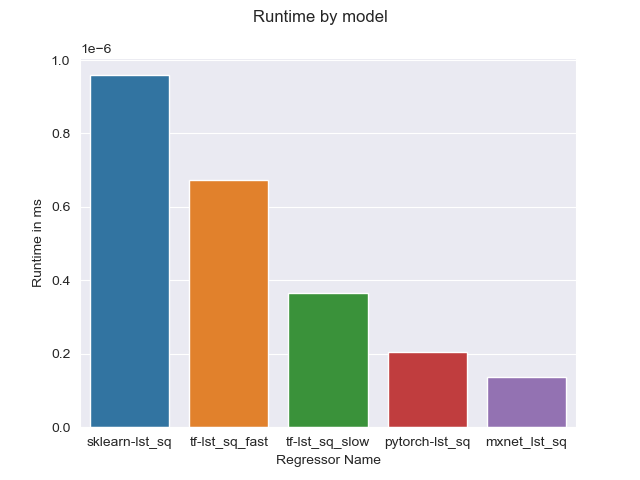 Runtime by model
1e−6
1.0
0.8
0.6
0.4
0.2
0.0
Runtime in ms
sklearn-lst_sq tf-lst_sq_fast tf-lst_sq_slow pytorch-lst_sq mxnet_lst_sq
Regressor Name